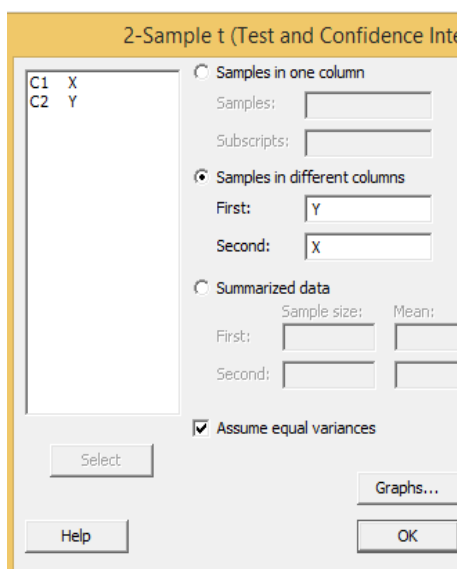 2-Sample t (Test and Confidence Inte
C1 X
C2 Y
Samples in one column
Samples:
Subscripts:
Samples in different columns
First: Y
Second: X
Summarized data
Sample size: Mean:
First:
Second:
Assume equal variances
Select
Graphs...
Help
OK